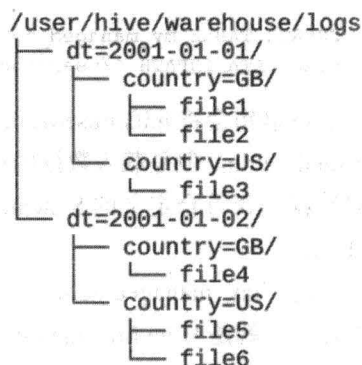 /user/hive/warehouse/logs
├── dt=2001-01-01/
│   ├── country=GB/
│   │   ├── file1
│   │   └── file2
│   └── country=US/
│       └── file3
└── dt=2001-01-02/
    ├── country=GB/
    │   └── file4
    └── country=US/
        ├── file5
        └── file6